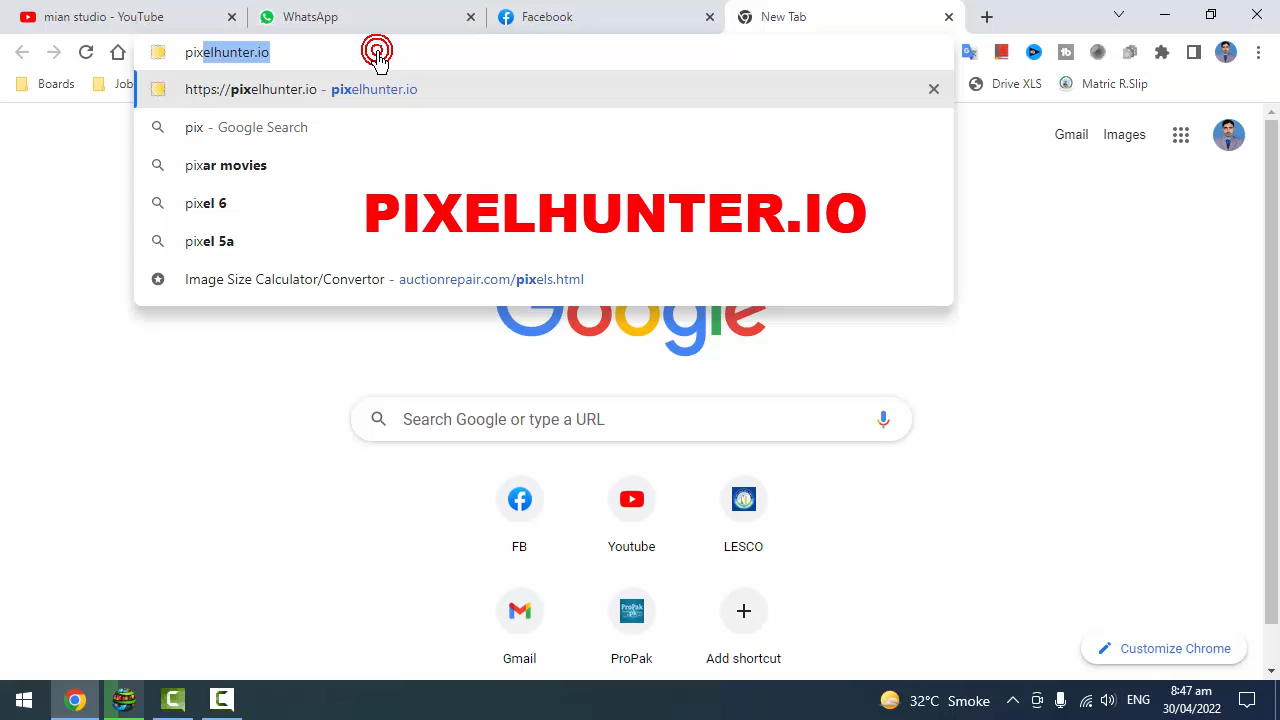 mian studio - YouTube
WhatsApp
Facebook
New Tab
pixelhunter.io
Boards
Job
Drive XLS
Matric R.Slip
https://pixelhunter.io - pixelhunter.io
pix - Google Search
pixar movies
pixel 6
pixel 5a
Image Size Calculator/Convertor - auctionrepair.com/pixels.html
PIXELHUNTER.IO
Gmail
Images
Google
Search Google or type a URL
FB
Youtube
LESCO
Gmail
ProPak
Add shortcut
Customize Chrome
32°C Smoke
ENG
8:47 am
30/04/2022